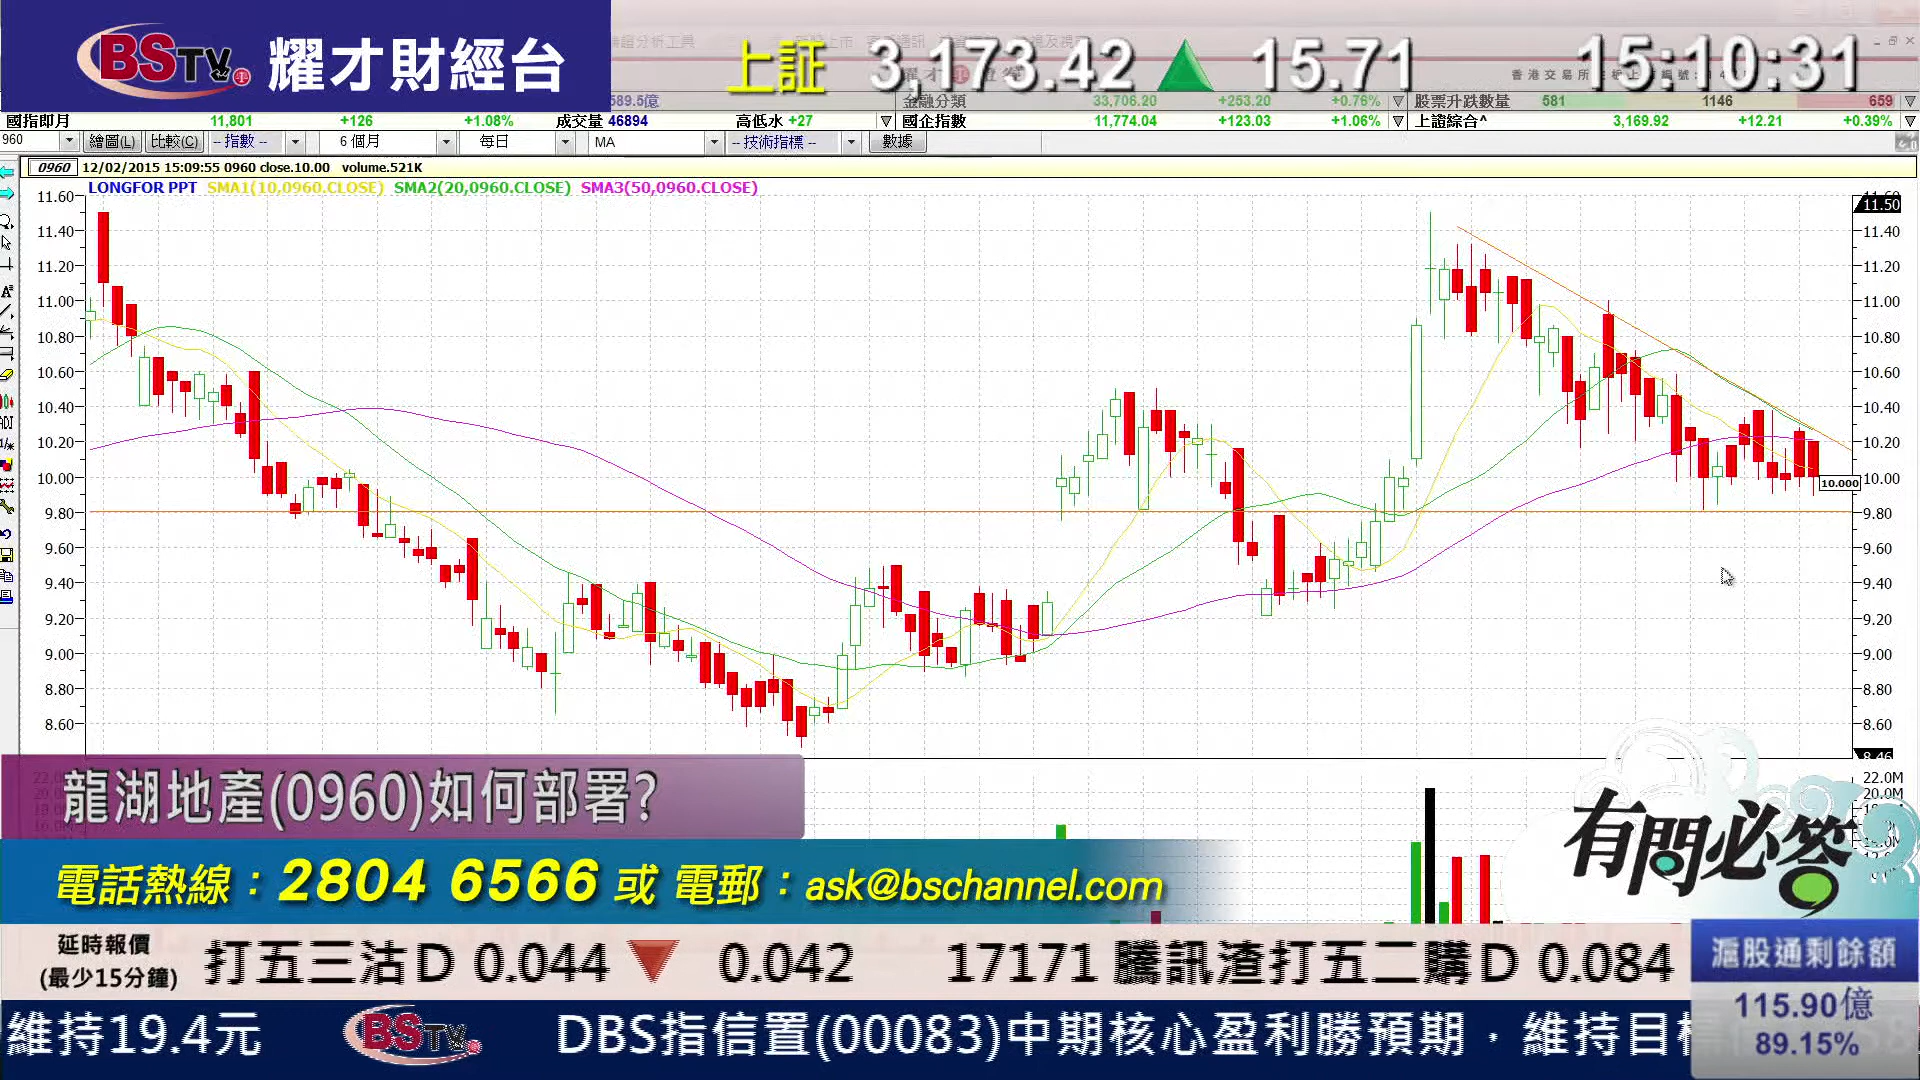 BSTV 耀才財經台
上証 3,173.42 15.71 15:10:31
589.5億
金融分類 33,706.20 +253.20 +0.76%
股票升跌數量 581 1146 659
國指即月 11,801 +126 +1.08% 成交量 46894 高低水 +27
國企指數 11,774.04 +123.03 +1.06%
上證綜合^ 3,169.92 +12.21 +0.39%
960 繪圖(L) 比較(C) -- 指數 -- 6 個月 每日 MA -- 技術指標 -- 數據
0960 12/02/2015 15:09:55 0960 close.10.00 volume.521K
LONGFOR PPT SMA1(10,0960.CLOSE) SMA2(20,0960.CLOSE) SMA3(50,0960.CLOSE)
11.60 11.60
11.50
11.40 11.40
11.20 11.20
11.00 11.00
10.80 10.80
10.60 10.60
10.40 10.40
10.20 10.20
10.00 10.000 10.00
9.80 9.80
9.60 9.60
9.40 9.40
9.20 9.20
9.00 9.00
8.80 8.80
8.60 8.60
8.46
22.0M
20.0M
龍湖地產(0960)如何部署?
有問必答
電話熱線：2804 6566 或 電郵：ask@bschannel.com
延時報價
(最少15分鐘)
打五三沽D 0.044 0.042 17171 騰訊渣打五二購D 0.084
滬股通剩餘額
115.90億
89.15%
維持19.4元 BSTV DBS指信置(00083)中期核心盈利勝預期，維持目標